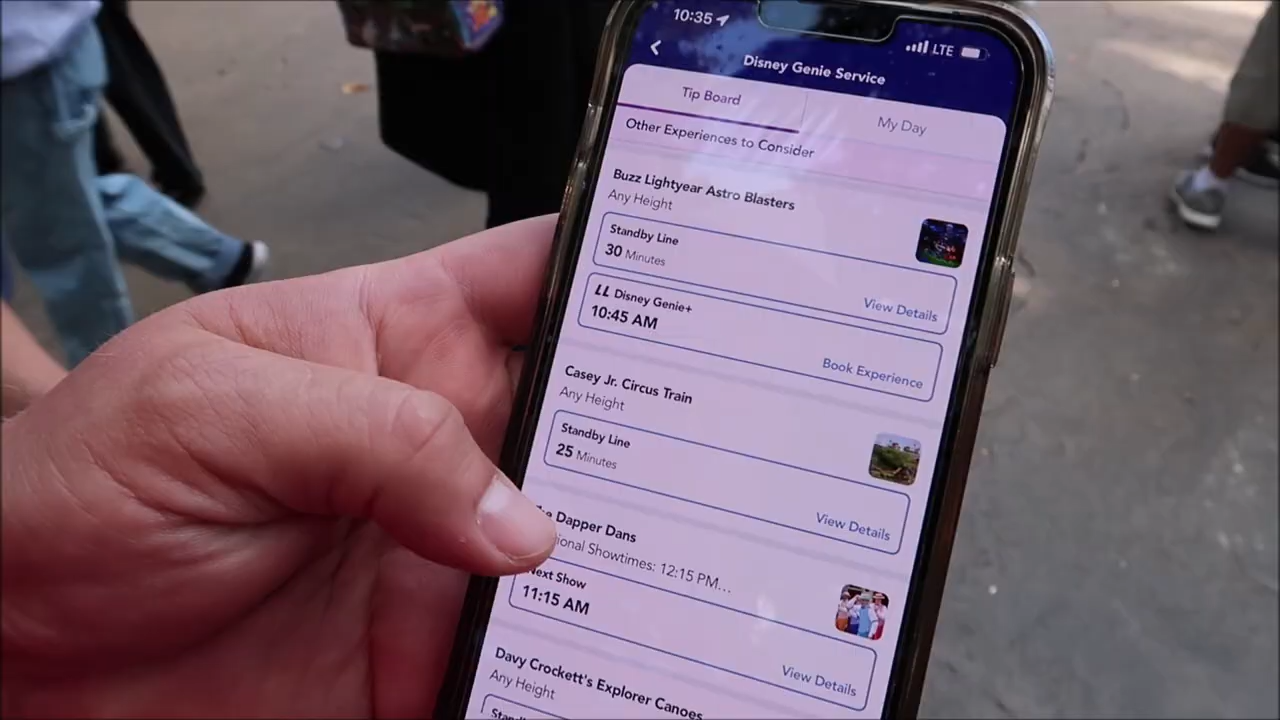 10:35
LTE
Disney Genie Service
Tip Board
My Day
Other Experiences to Consider
Buzz Lightyear Astro Blasters
Any Height
Standby Line
30 Minutes
View Details
LL Disney Genie+
10:45 AM
Book Experience
Casey Jr. Circus Train
Any Height
Standby Line
25 Minutes
View Details
Dapper Dans
Showtimes: 12:15 PM...
Next Show
11:15 AM
View Details
Davy Crockett's Explorer Canoes
Any Height